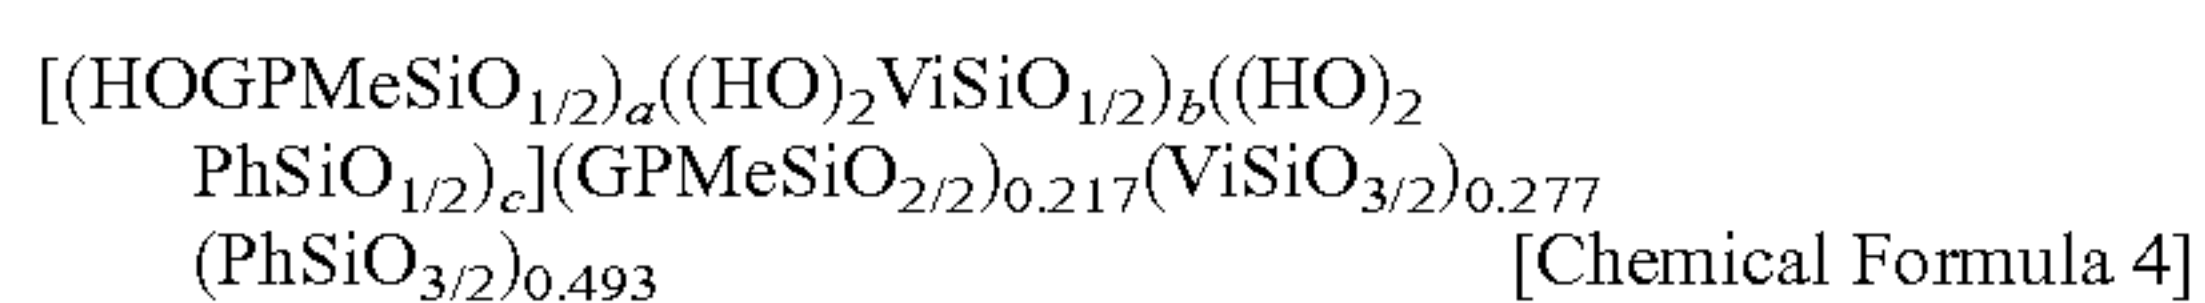 [(HOGPMeSiO₁/₂)ₐ((HO)₂ViSiO₁/₂)b((HO)₂
PhSiO₁/₂)c](GPMeSiO₂/₂)₀.₂₁₇(ViSiO₃/₂)₀.₂₇₇
(PhSiO₃/₂)₀.₄₉₃ [Chemical Formula 4]